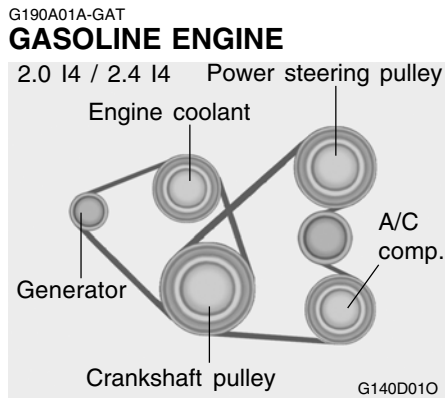 G190A01A-GAT
GASOLINE ENGINE
2.0 I4 / 2.4 I4 Power steering pulley
Engine coolant
A/C
comp.
Generator
Crankshaft pulley
G140D01O